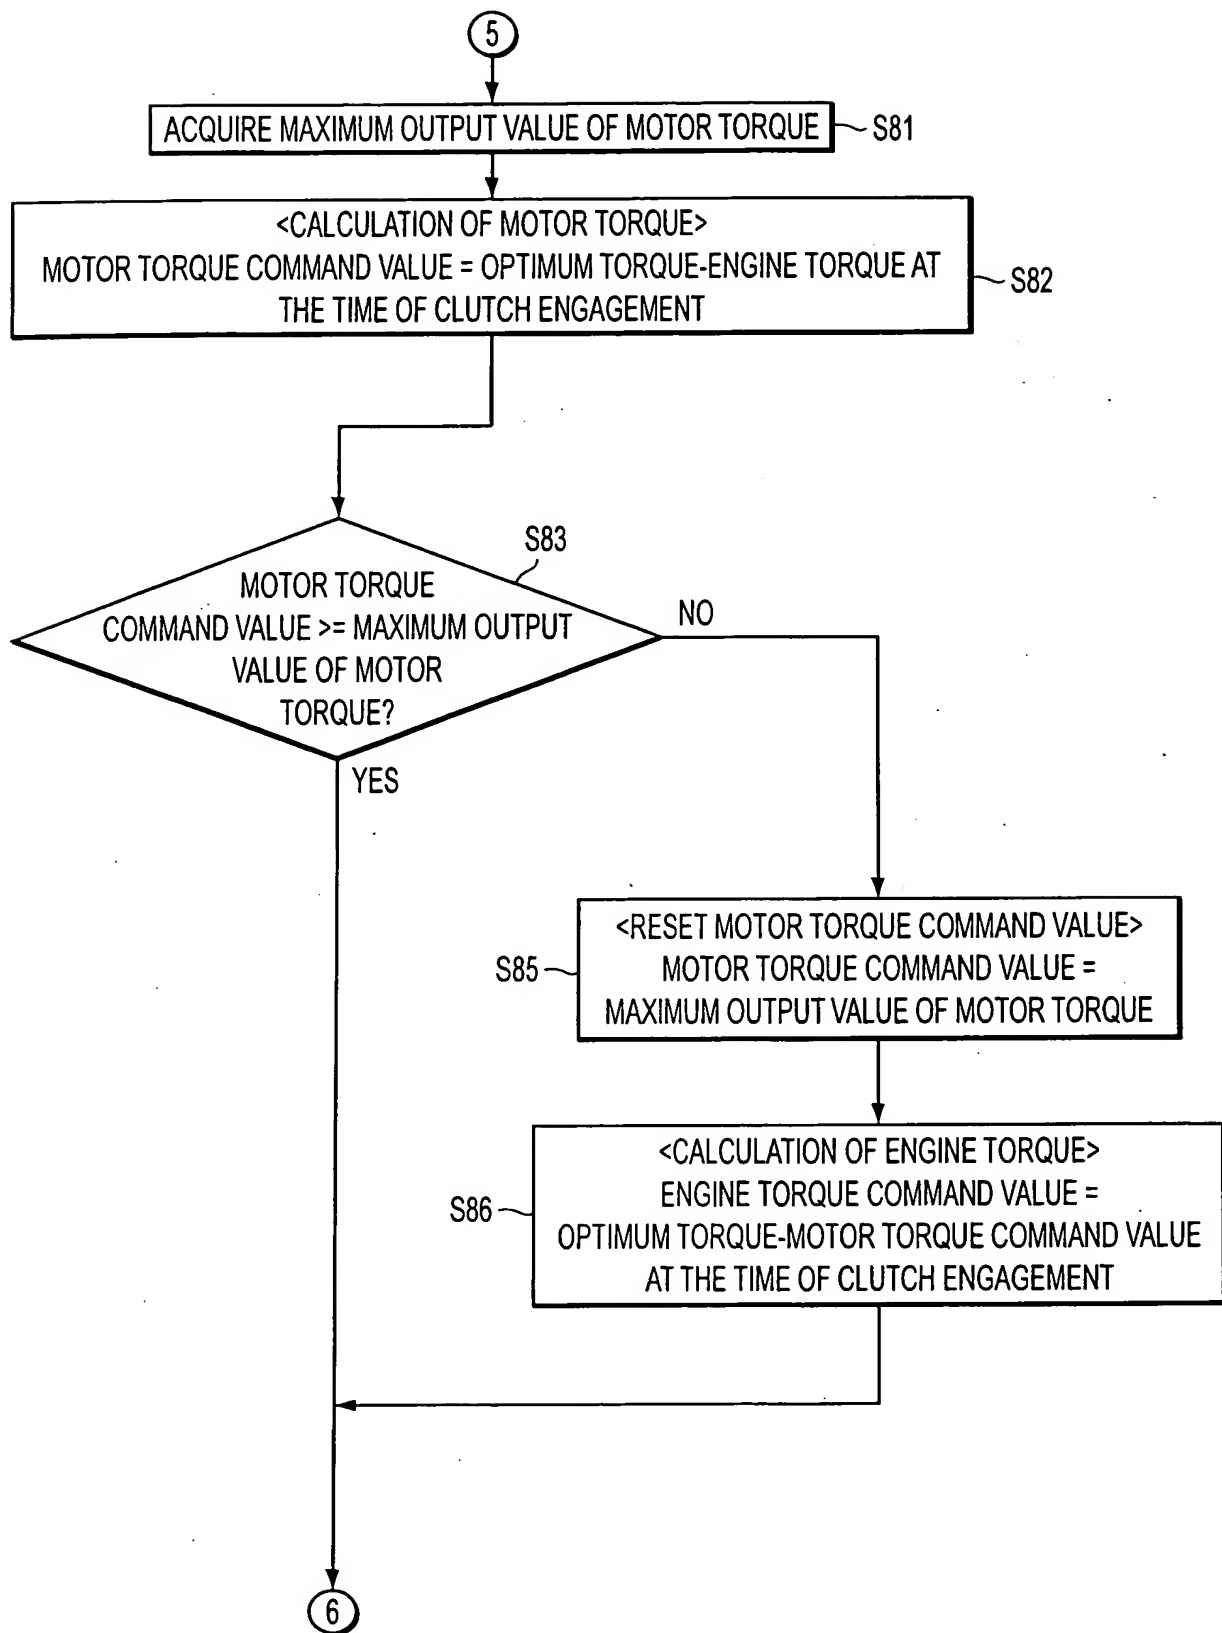 5
ACQUIRE MAXIMUM OUTPUT VALUE OF MOTOR TORQUE
S81
<CALCULATION OF MOTOR TORQUE>
MOTOR TORQUE COMMAND VALUE = OPTIMUM TORQUE-ENGINE TORQUE AT
THE TIME OF CLUTCH ENGAGEMENT
S82
S83
MOTOR TORQUE
COMMAND VALUE >= MAXIMUM OUTPUT
VALUE OF MOTOR
TORQUE?
NO
YES
<RESET MOTOR TORQUE COMMAND VALUE>
MOTOR TORQUE COMMAND VALUE =
MAXIMUM OUTPUT VALUE OF MOTOR TORQUE
S85
<CALCULATION OF ENGINE TORQUE>
ENGINE TORQUE COMMAND VALUE =
OPTIMUM TORQUE-MOTOR TORQUE COMMAND VALUE
AT THE TIME OF CLUTCH ENGAGEMENT
S86
6